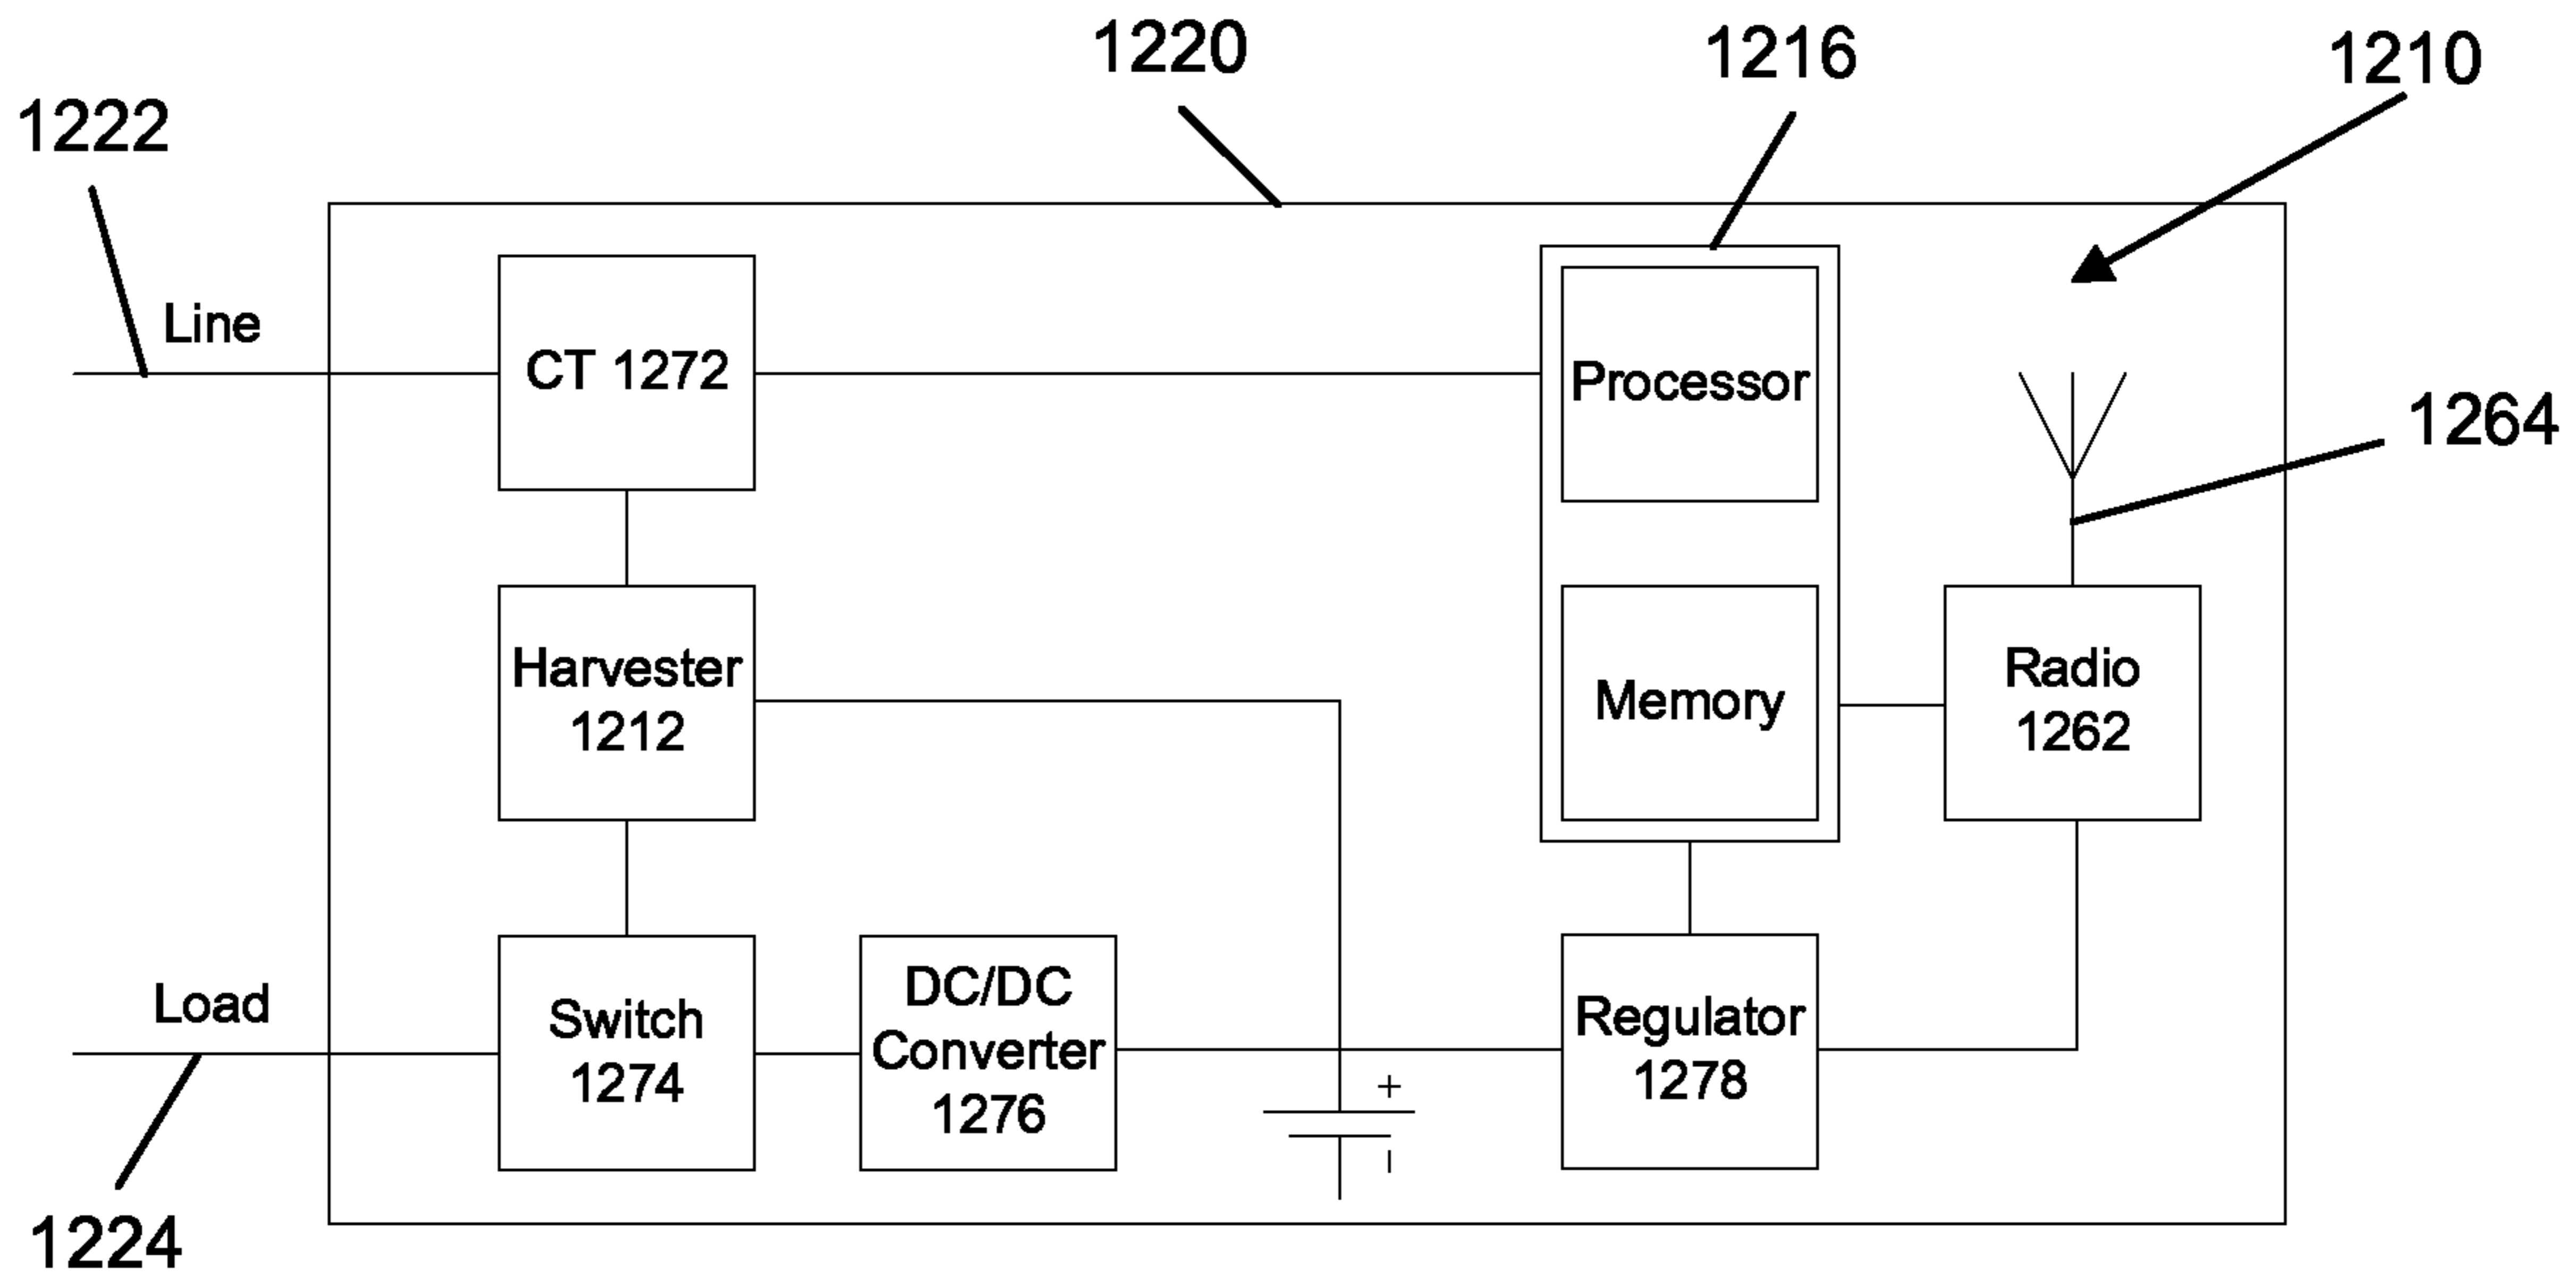 1220
1216
1210
1222
Line
CT 1272
Processor
1264
Harvester
1212
Memory
Radio
1262
Load
Switch
1274
DC/DC
Converter
1276
+
-
Regulator
1278
1224